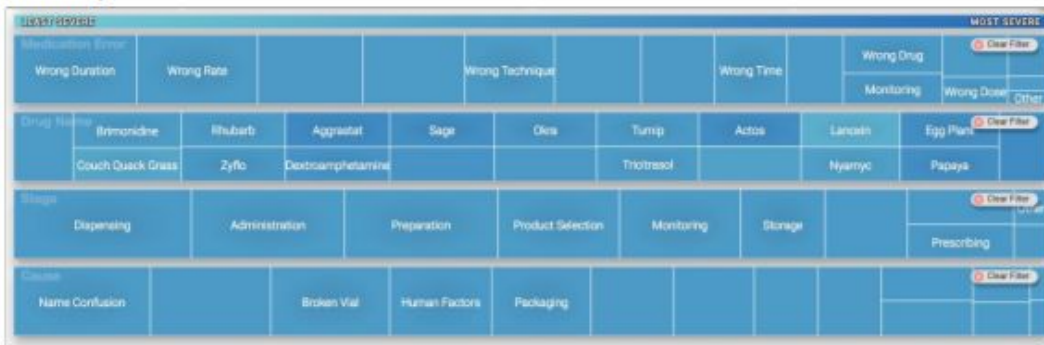 LEAST SEVERE MOST SEVERE
Medication Error Clear Filter
Wrong Duration Wrong Rate Wrong Technique Wrong Time Wrong Drug
Monitoring Wrong Dose Other
Drug Name Clear Filter
Brimonidine Rhubarb Aggrastat Sage Olea Turnip Actos Lanoxin Egg Plant
Couch Quack Grass Zyflo Dextroamphetamine Nyamyc Papaya
Stage Clear Filter
Dispensing Administration Preparation Product Selection Monitoring Storage
Prescribing
Cause Clear Filter
Name Confusion Broken Vial Human Factors Packaging